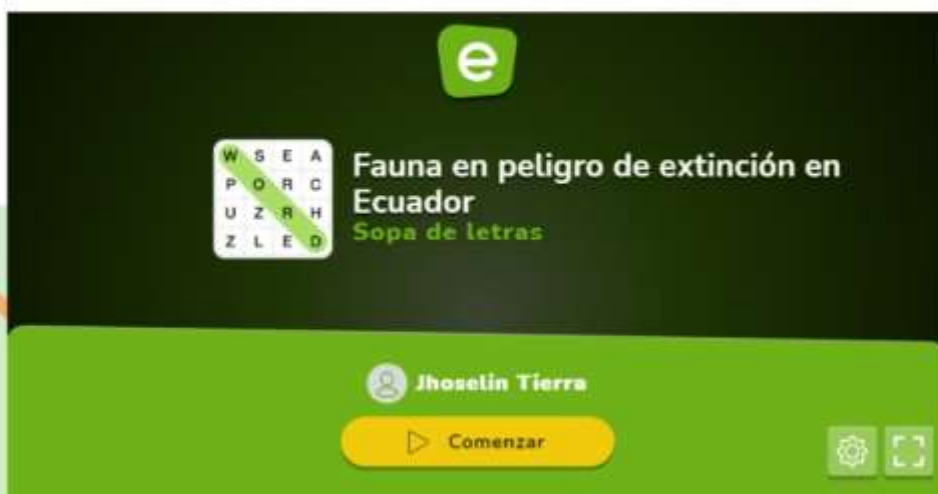 e
W S E A
P O R C
U Z R H
Z L E D
Fauna en peligro de extinción en
Ecuador
Sopa de letras
Jhoselin Tierra
Comenzar